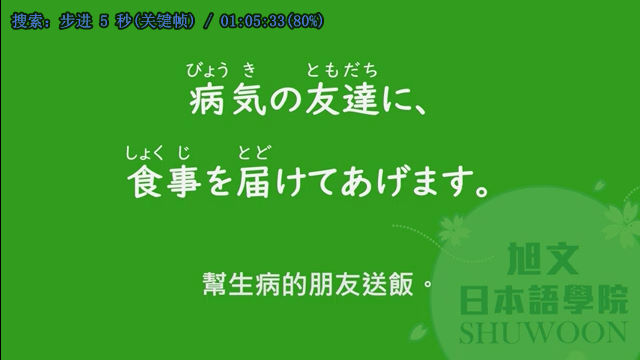 搜索: 步进 5 秒(关键帧) / 01:05:33(80%)
びょう き ともだち
病気の友達に、
しょく じ とど
食事を届けてあげます。
幫生病的朋友送飯。
旭文
日本語學院
SHUWOON